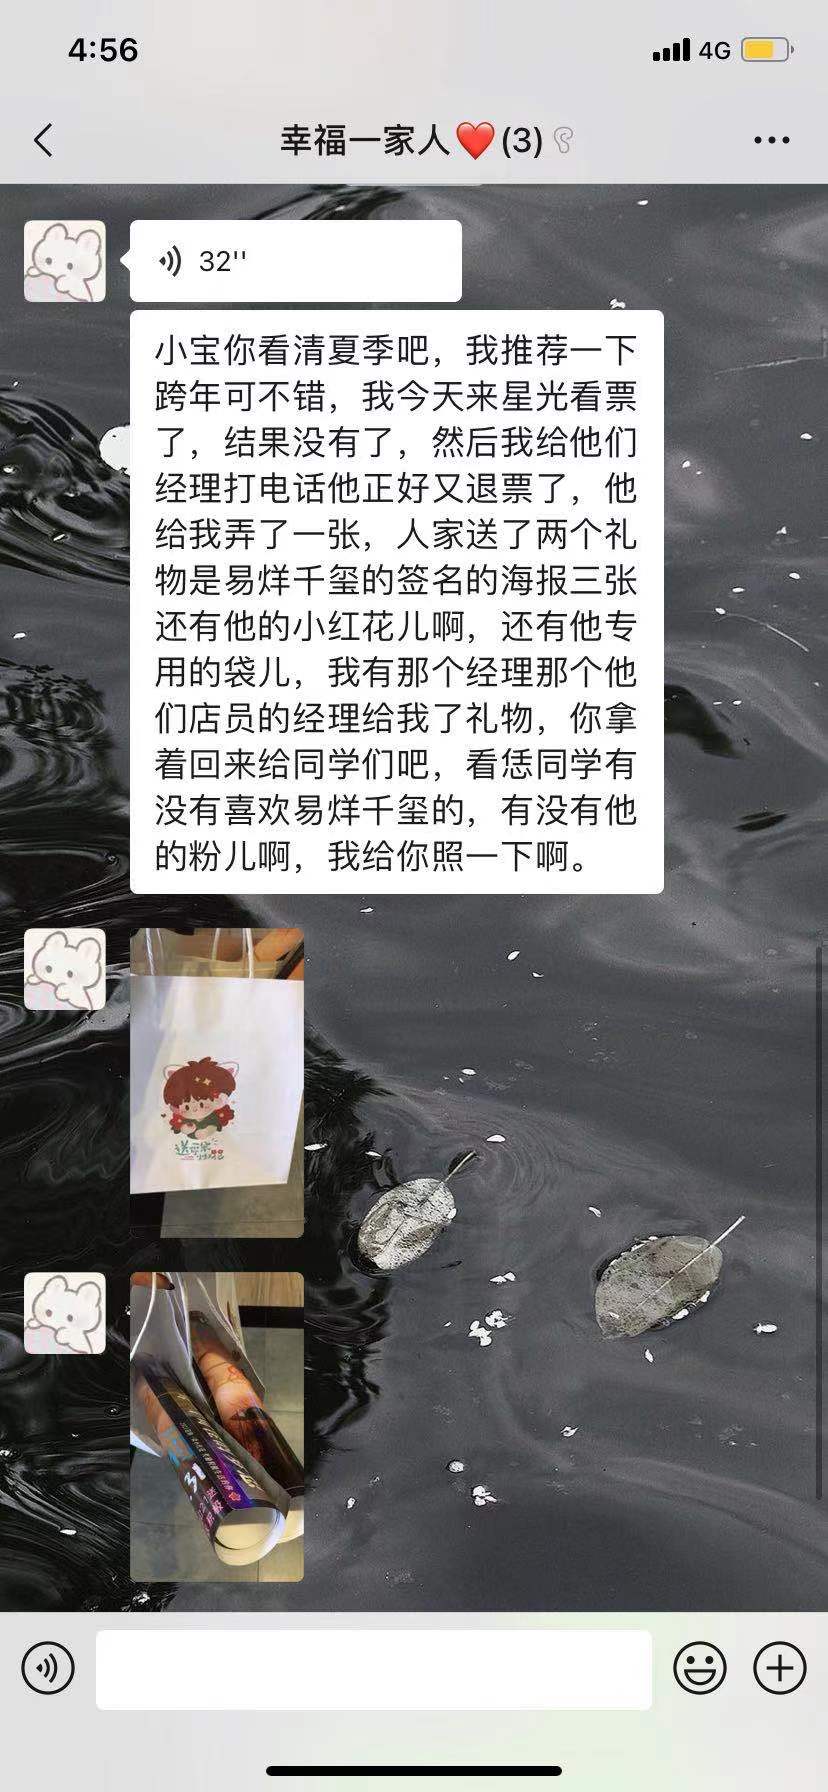 4:56
4G
幸福一家人❤️(3)
32''
小宝你看清夏季吧，我推荐一下
跨年可不错，我今天来星光看票
了，结果没有了，然后我给他们
经理打电话他正好又退票了，他
给我弄了一张，人家送了两个礼
物是易烊千玺的签名的海报三张
还有他的小红花儿啊，还有他专
用的袋儿，我有那个经理那个他
们店员的经理给我了礼物，你拿
着回来给同学们吧，看恁同学有
没有喜欢易烊千玺的，有没有他
的粉儿啊，我给你照一下啊。